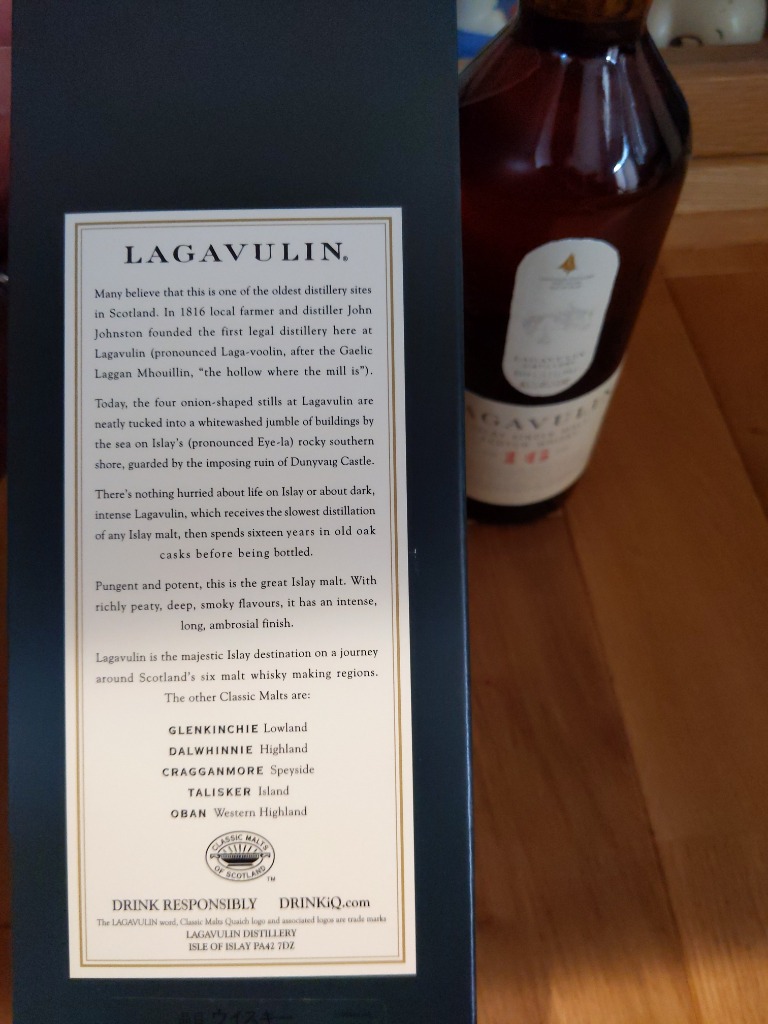 LAGAVULIN®
Many believe that this is one of the oldest distillery sites
in Scotland. In 1816 local farmer and distiller John
Johnston founded the first legal distillery here at
Lagavulin (pronounced Laga-voolin, after the Gaelic
Laggan Mhouillin, “the hollow where the mill is”).
Today, the four onion-shaped stills at Lagavulin are
neatly tucked into a whitewashed jumble of buildings by
the sea on Islay's (pronounced Eye-la) rocky southern
shore, guarded by the imposing ruin of Dunyvaig Castle.
There's nothing hurried about life on Islay or about dark,
intense Lagavulin, which receives the slowest distillation
of any Islay malt, then spends sixteen years in old oak
casks before being bottled.
Pungent and potent, this is the great Islay malt. With
richly peaty, deep, smoky flavours, it has an intense,
long, ambrosial finish.
Lagavulin is the majestic Islay destination on a journey
around Scotland's six malt whisky making regions.
The other Classic Malts are:
GLENKINCHIE Lowland
DALWHINNIE Highland
CRAGGANMORE Speyside
TALISKER Island
OBAN Western Highland
CLASSIC MALTS
OF SCOTLAND
TM
DRINK RESPONSIBLY DRINKiQ.com
The LAGAVULIN word, Classic Malts Quaich logo and associated logos are trade marks
LAGAVULIN DISTILLERY
ISLE OF ISLAY PA42 7DZ
ウイスキー
AGAVULIN